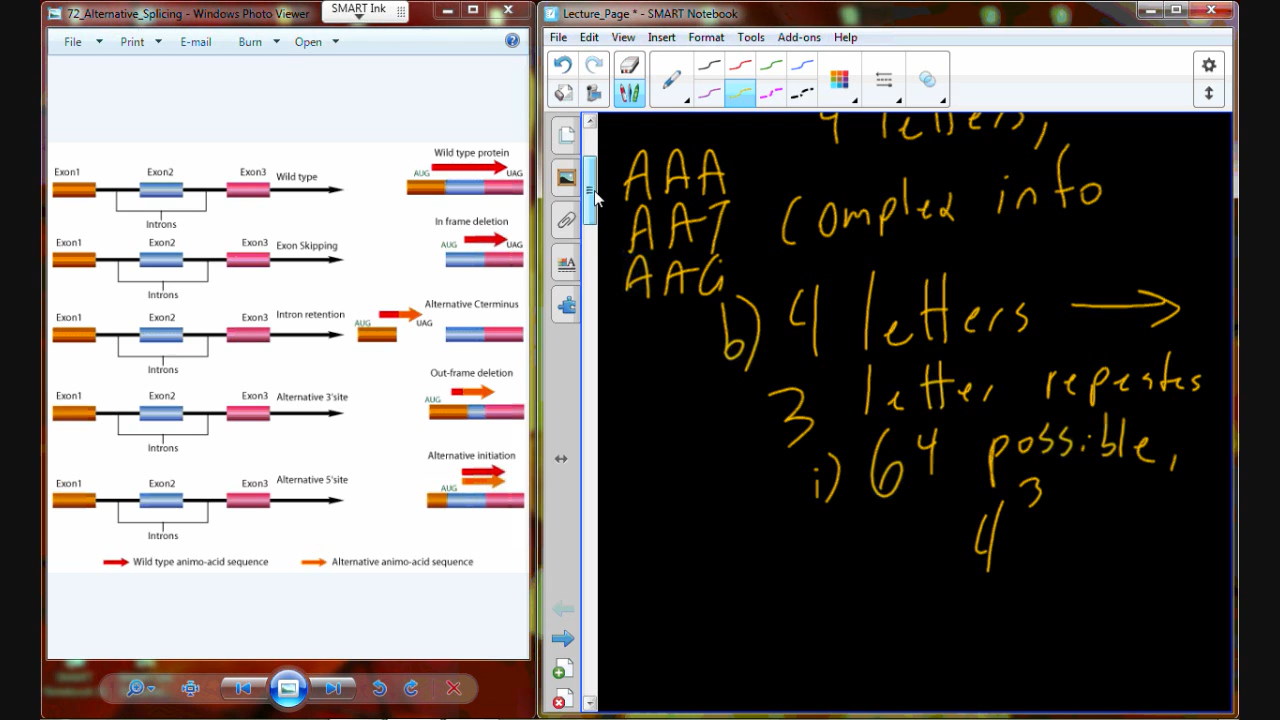 72_Alternative_Splicing - Windows Photo Viewer
SMART Ink
File Print E-mail Burn Open
Wild type protein
Exon1 Exon2 Exon3 Wild type AUG UAG
Introns
In frame deletion
Exon1 Exon2 Exon3 Exon Skipping AUG UAG
Introns
Alternative Cterminus
Exon1 Exon2 Exon3 Intron retention AUG UAG
Introns
Out-frame deletion
Exon1 Exon2 Exon3 Alternative 3'site AUG
Introns
Alternative initiation
Exon1 Exon2 Exon3 Alternative 5'site AUG
Introns
Wild type animo-acid sequence Alternative animo-acid sequence
Lecture_Page * - SMART Notebook
File Edit View Insert Format Tools Add-ons Help
4 letters,
AAA
AAT complex info
AAG
b) 4 letters →
3 letter repeates
i) 64 possible,
4³